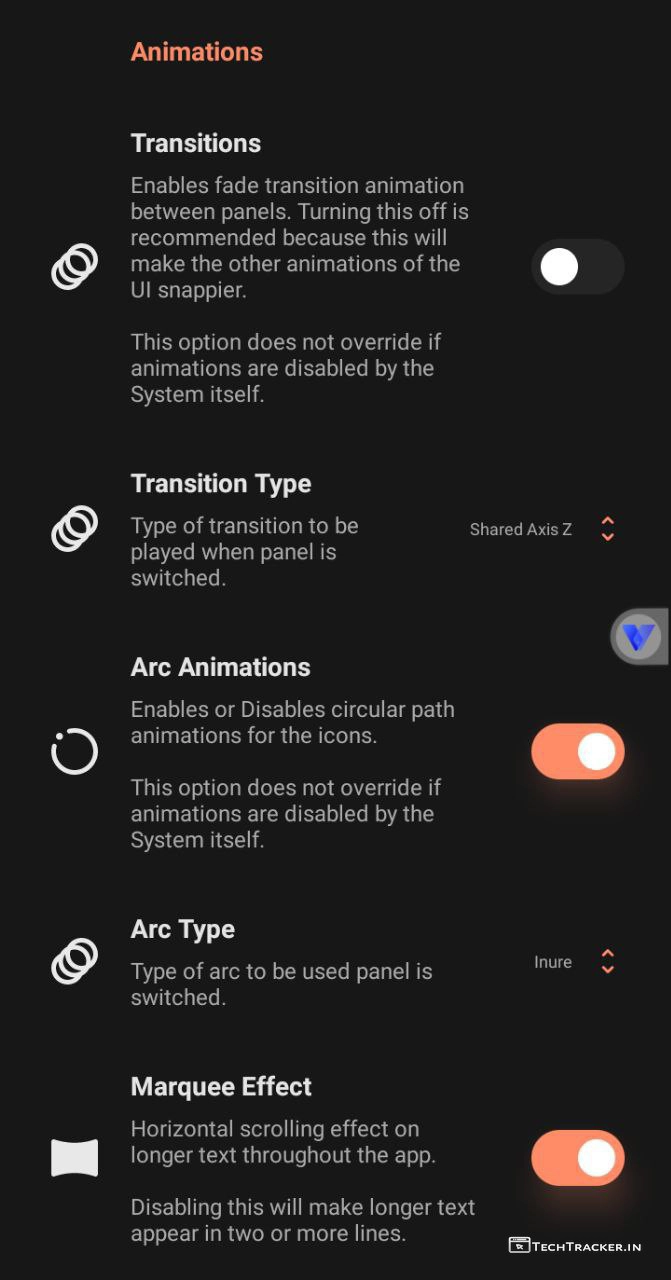 Animations
Transitions
Enables fade transition animation
between panels. Turning this off is
recommended because this will
make the other animations of the
UI snappier.
This option does not override if
animations are disabled by the
System itself.
Transition Type
Type of transition to be
played when panel is
switched.
Shared Axis Z
Arc Animations
Enables or Disables circular path
animations for the icons.
This option does not override if
animations are disabled by the
System itself.
Arc Type
Type of arc to be used panel is
switched.
Inure
Marquee Effect
Horizontal scrolling effect on
longer text throughout the app.
Disabling this will make longer text
appear in two or more lines.
TECHTRACKER.IN